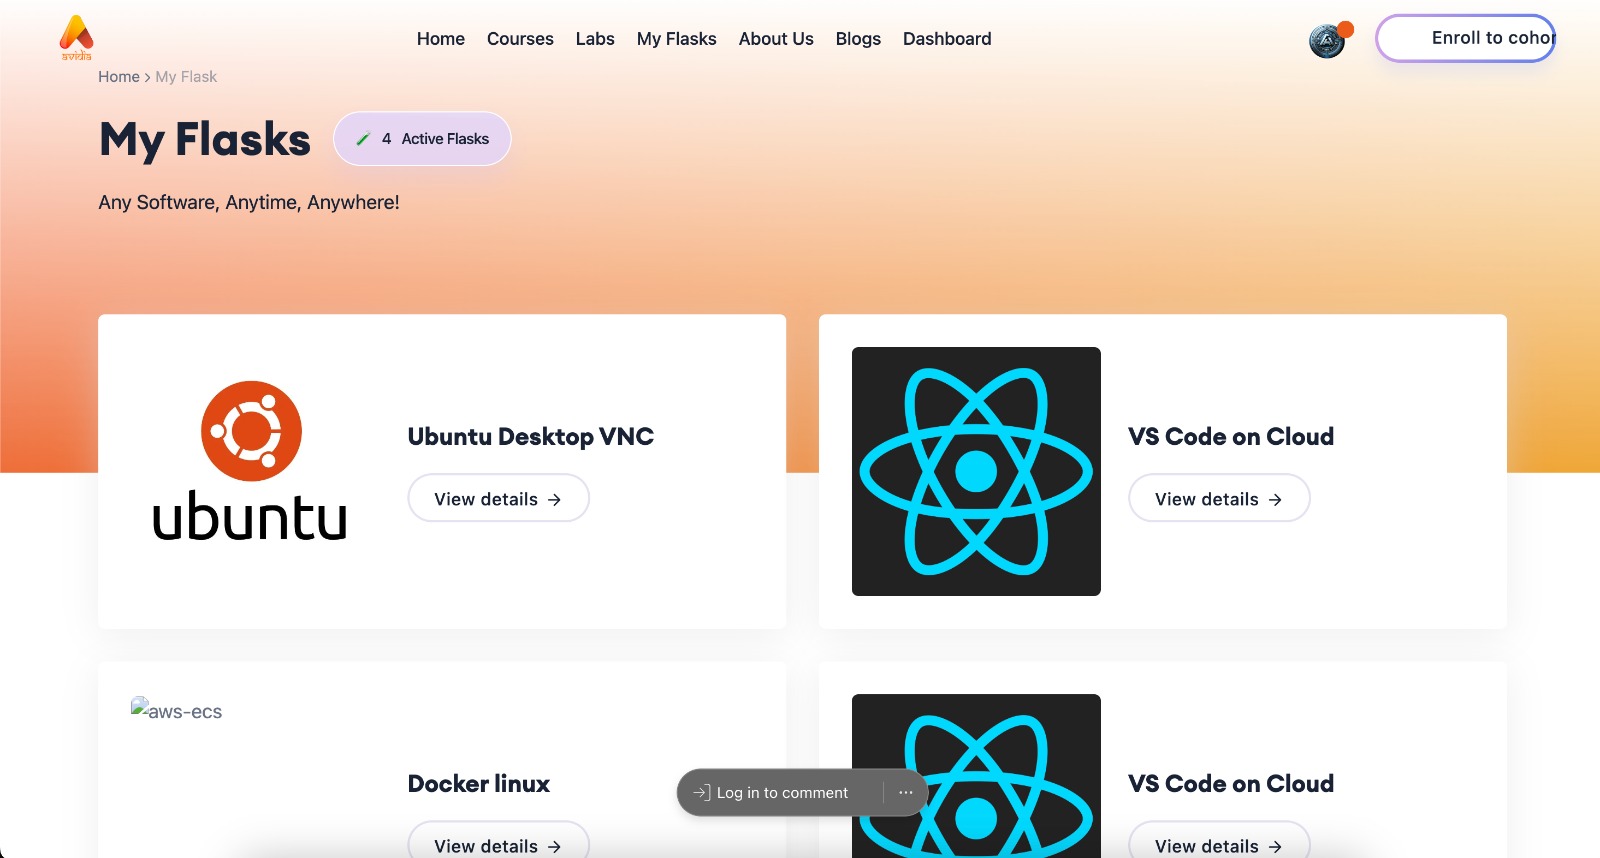 avidia
Home Courses Labs My Flasks About Us Blogs Dashboard
Enroll to cohor
Home > My Flask
My Flasks
4 Active Flasks
Any Software, Anytime, Anywhere!
ubuntu
Ubuntu Desktop VNC
View details →
VS Code on Cloud
View details →
aws-ecs
Docker linux
View details →
VS Code on Cloud
View details →
Log in to comment ...